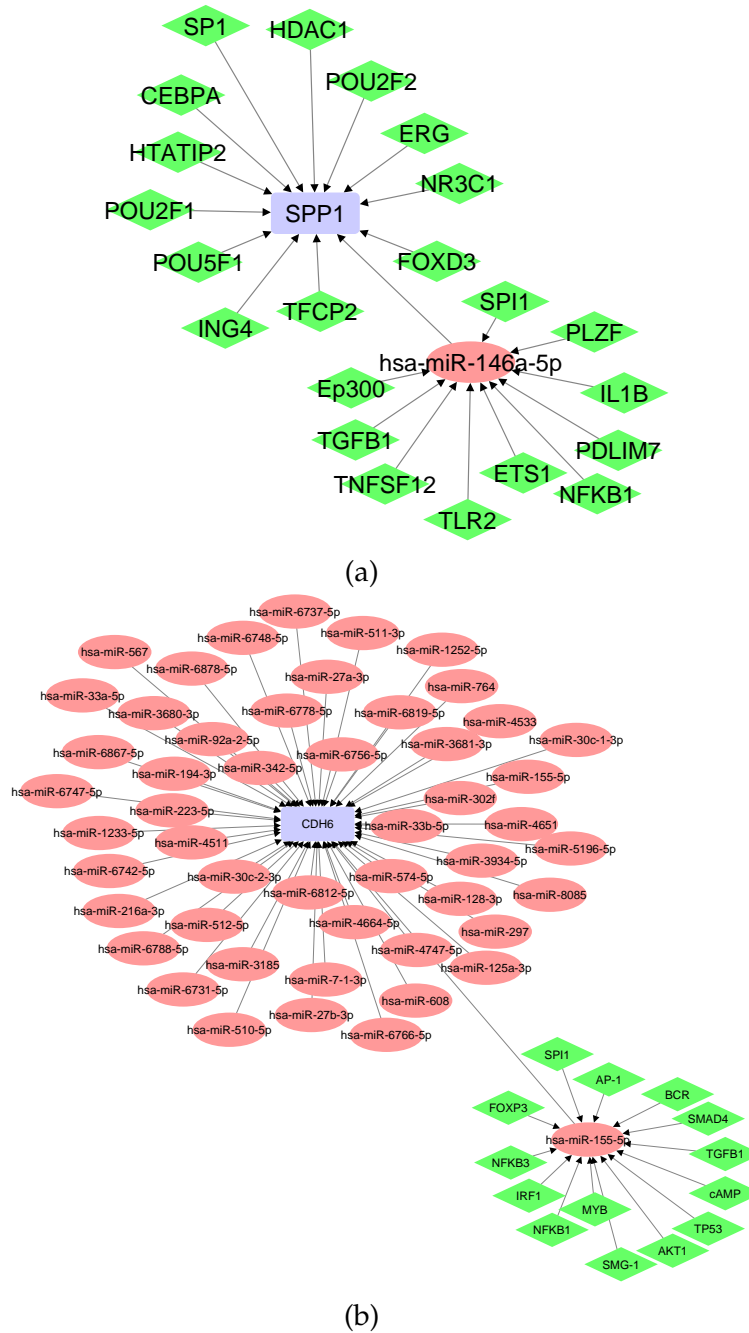 SP1
HDAC1
POU2F2
CEBPA
ERG
HTATIP2
NR3C1
POU2F1
SPP1
POU5F1
FOXD3
ING4
TFCP2
SPI1
PLZF
hsa-miR-146a-5p
Ep300
IL1B
TGFB1
PDLIM7
TNFSF12
ETS1
NFKB1
TLR2
(a)
hsa-miR-6737-5p
hsa-miR-6748-5p
hsa-miR-511-3p
hsa-miR-567
hsa-miR-1252-5p
hsa-miR-6878-5p
hsa-miR-27a-3p
hsa-miR-764
hsa-miR-33a-5p
hsa-miR-3680-3p
hsa-miR-6778-5p
hsa-miR-6819-5p
hsa-miR-4533
hsa-miR-92a-2-5p
hsa-miR-3681-3p
hsa-miR-30c-1-3p
hsa-miR-6867-5p
hsa-miR-6756-5p
hsa-miR-194-3p
hsa-miR-342-5p
hsa-miR-155-5p
hsa-miR-6747-5p
hsa-miR-302f
hsa-miR-223-5p
CDH6
hsa-miR-33b-5p
hsa-miR-4651
hsa-miR-1233-5p
hsa-miR-4511
hsa-miR-5196-5p
hsa-miR-3934-5p
hsa-miR-6742-5p
hsa-miR-30c-2-3p
hsa-miR-574-5p
hsa-miR-6812-5p
hsa-miR-128-3p
hsa-miR-8085
hsa-miR-216a-3p
hsa-miR-512-5p
hsa-miR-4664-5p
hsa-miR-297
hsa-miR-6788-5p
hsa-miR-4747-5p
hsa-miR-3185
hsa-miR-125a-3p
hsa-miR-7-1-3p
hsa-miR-6731-5p
hsa-miR-608
hsa-miR-27b-3p
hsa-miR-510-5p
hsa-miR-6766-5p
SPI1
AP-1
BCR
FOXP3
SMAD4
hsa-miR-155-5p
TGFB1
NFKB3
cAMP
IRF1
MYB
NFKB1
TP53
AKT1
SMG-1
(b)